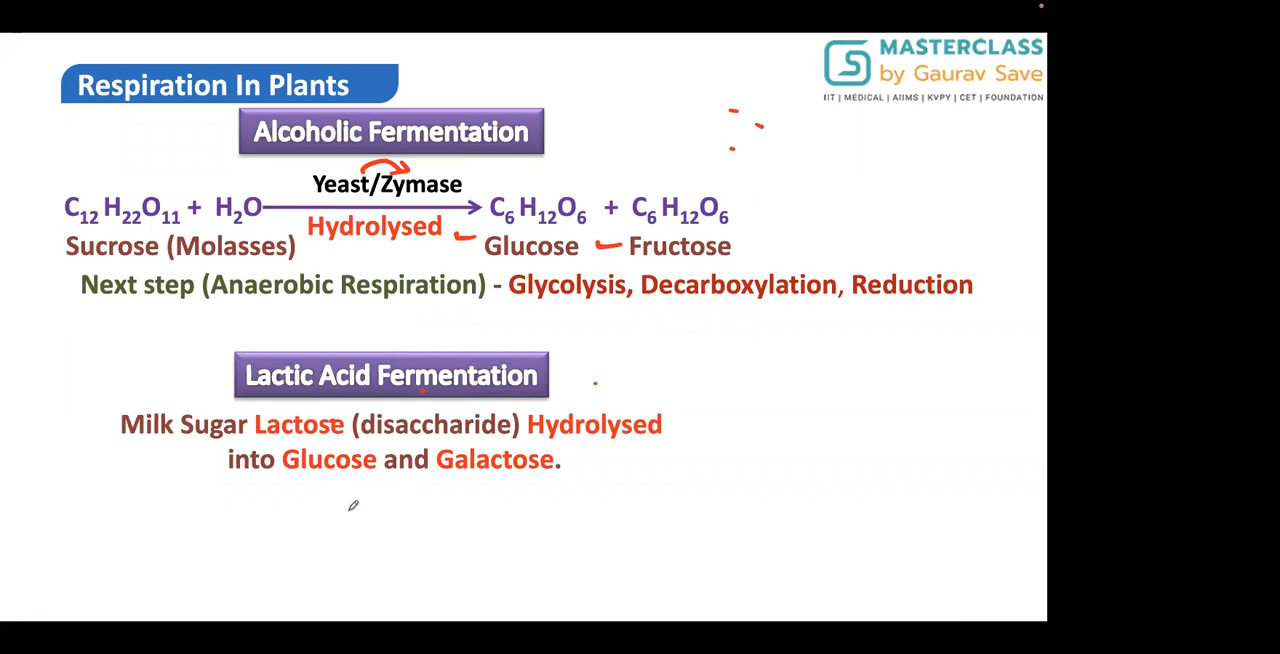 MASTERCLASS
by Gaurav Save
IIT | MEDICAL | AIIMS | KVPY | CET | FOUNDATION
Respiration In Plants
Alcoholic Fermentation
Yeast/Zymase
C₁₂ H₂₂O₁₁ + H₂O ⟶ C₆ H₁₂O₆ + C₆ H₁₂O₆
Hydrolysed
Sucrose (Molasses) Glucose Fructose
Next step (Anaerobic Respiration) - Glycolysis, Decarboxylation, Reduction
Lactic Acid Fermentation
Milk Sugar Lactose (disaccharide) Hydrolysed
into Glucose and Galactose.